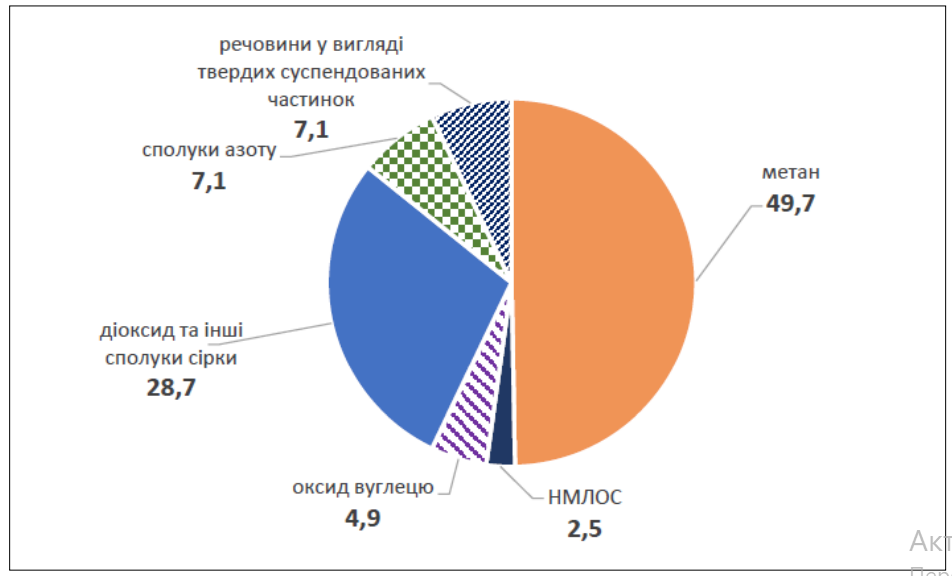 речовини у вигляді
твердих суспендованих
частинок
7,1
сполуки азоту
7,1
метан
49,7
діоксид та інші
сполуки сірки
28,7
оксид вуглецю
4,9
НМЛОС
2,5